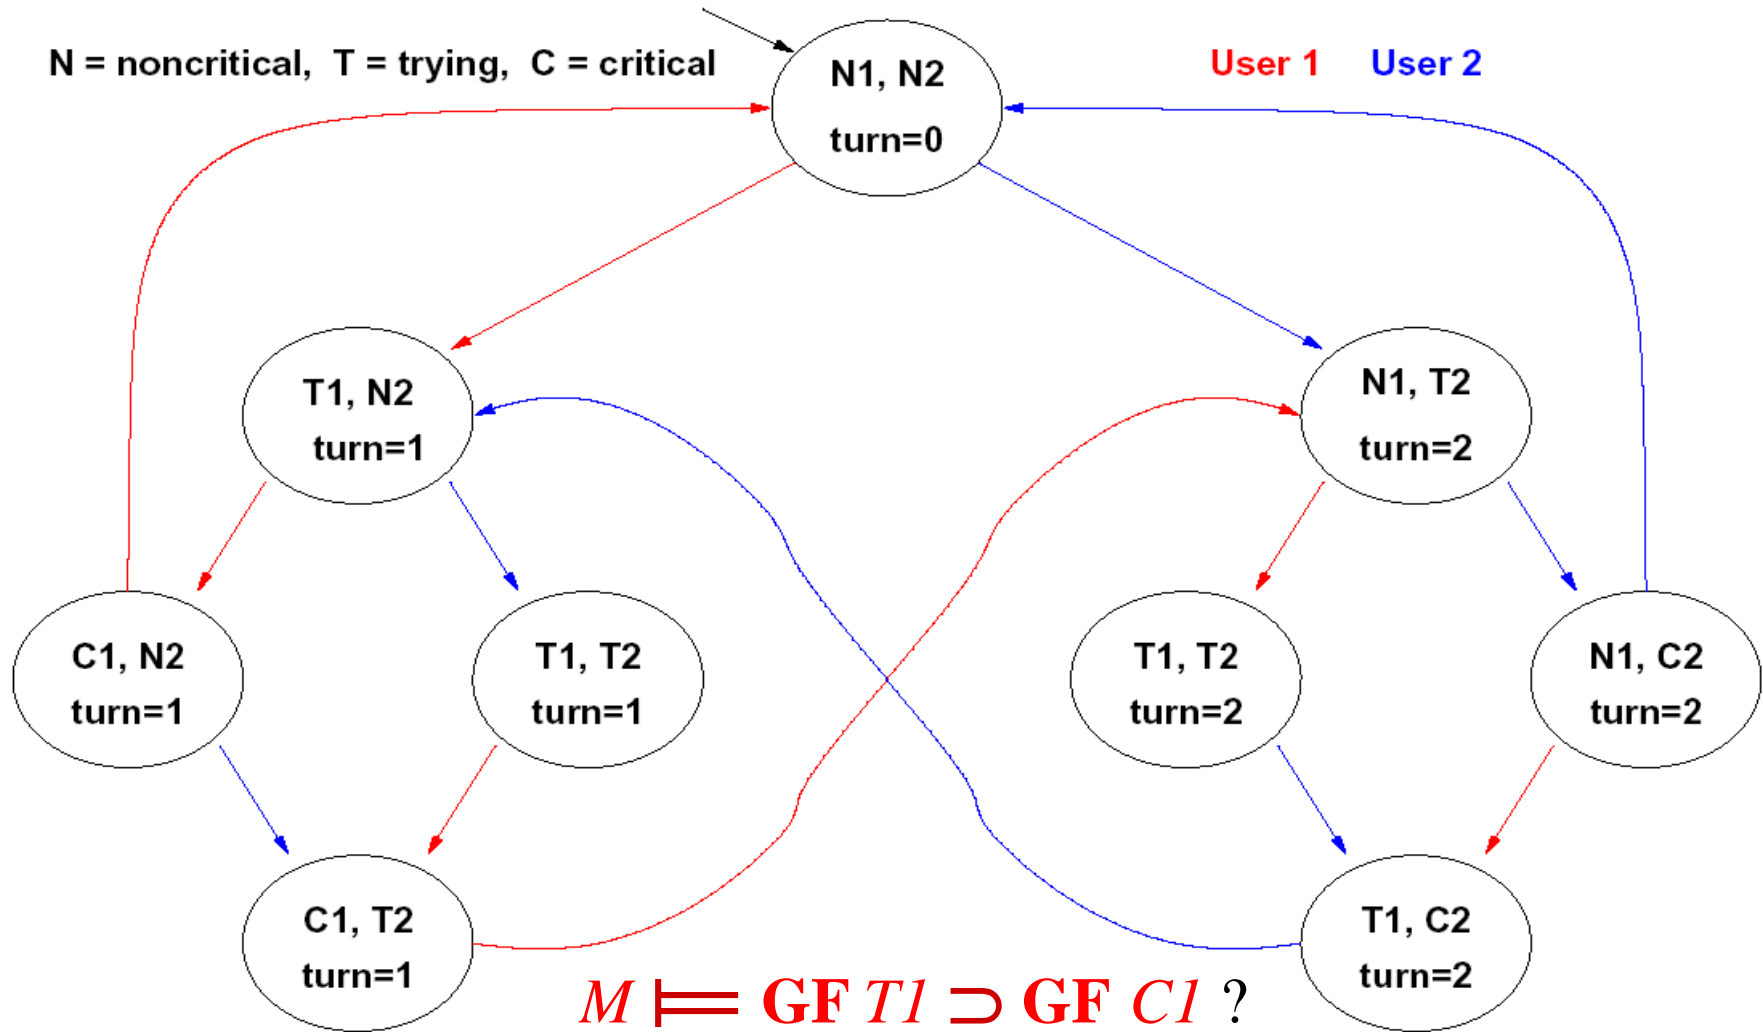 N = noncritical, T = trying, C = critical
User 1 User 2
N1, N2
turn=0
T1, N2
turn=1
N1, T2
turn=2
C1, N2
turn=1
T1, T2
turn=1
T1, T2
turn=2
N1, C2
turn=2
C1, T2
turn=1
T1, C2
turn=2
M ⊨ GF T1 ⊃ GF C1 ?